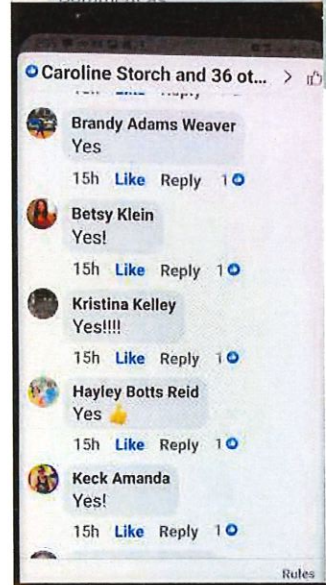 Caroline Storch and 36 ot...
Like Reply
Brandy Adams Weaver
Yes
15h Like Reply 1
Betsy Klein
Yes!
15h Like Reply 1
Kristina Kelley
Yes!!!!
15h Like Reply 1
Hayley Botts Reid
Yes 👍
15h Like Reply 1
Keck Amanda
Yes!
15h Like Reply 1
Rules